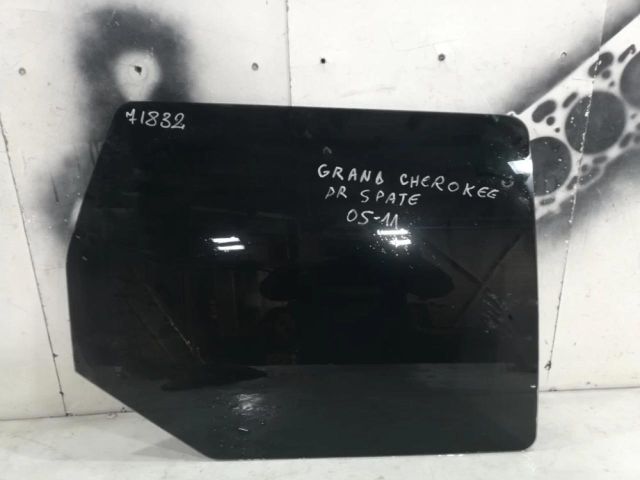 71832
GRAND CHEROKEE
DR SPATE
05-11